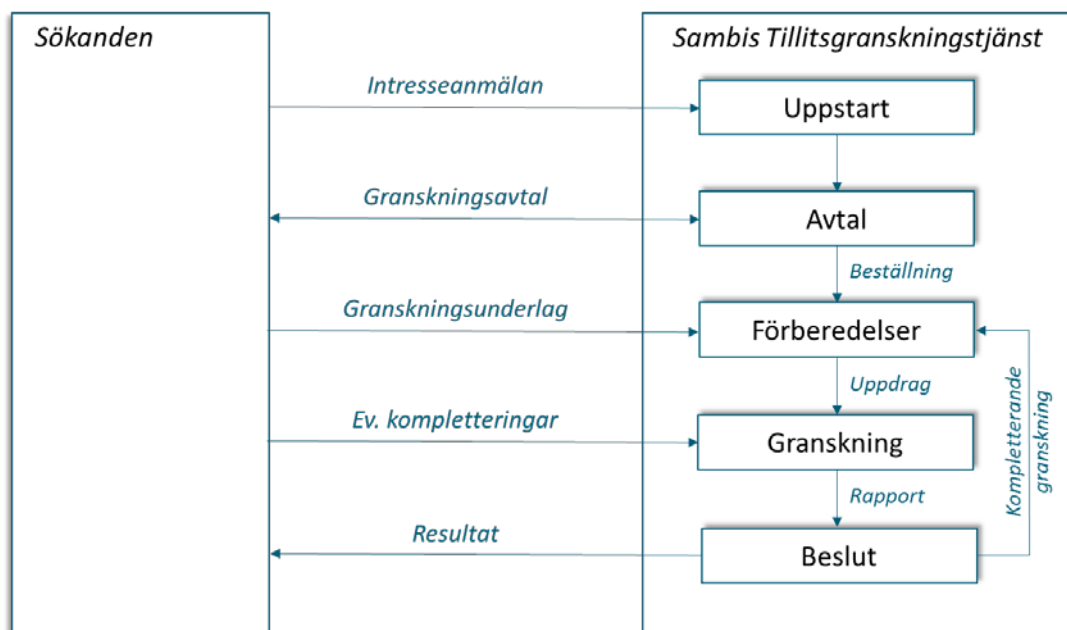 Sökanden
Sambis Tillitsgranskningstjänst
Intresseanmälan
Uppstart
Granskningsavtal
Avtal
Beställning
Granskningsunderlag
Förberedelser
Uppdrag
Kompletterande
granskning
Ev. kompletteringar
Granskning
Rapport
Resultat
Beslut